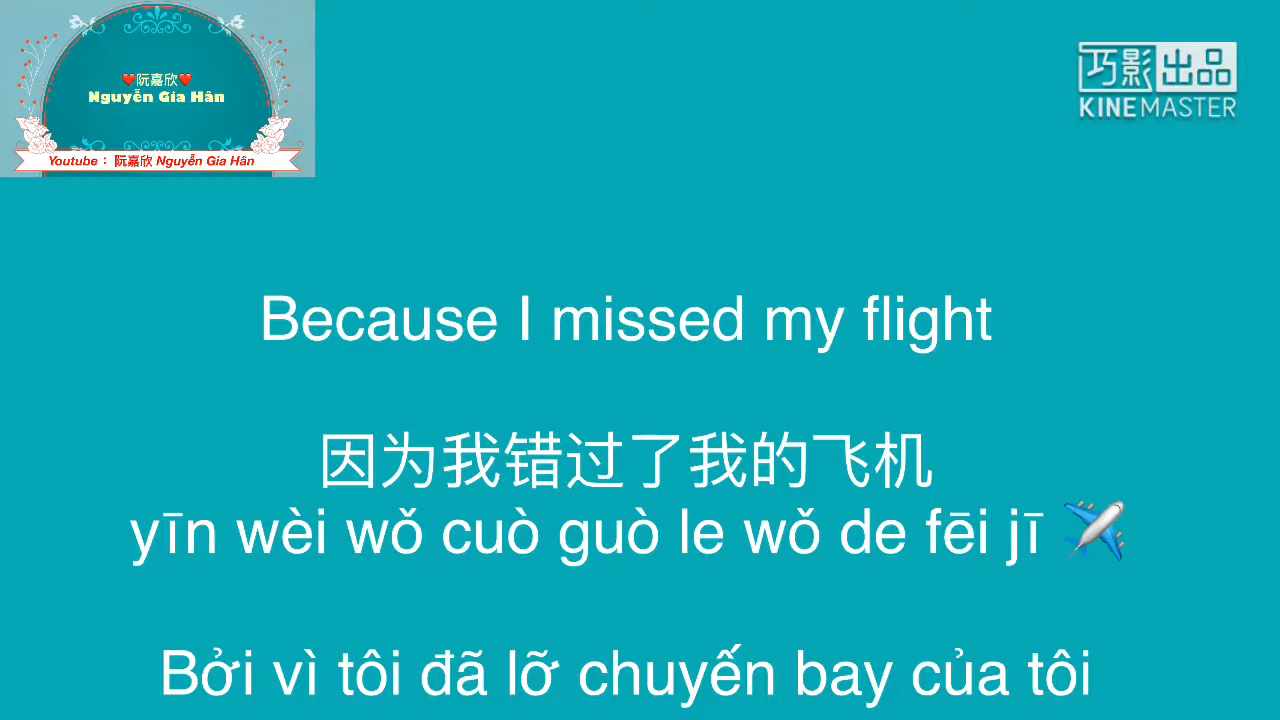 ❤️阮嘉欣❤️
Nguyễn Gia Hân
Youtube： 阮嘉欣 Nguyễn Gia Hân
巧影出品
KINEMASTER
Because I missed my flight
因为我错过了我的飞机
yīn wèi wǒ cuò guò le wǒ de fēi jī ✈️
Bởi vì tôi đã lỡ chuyến bay của tôi